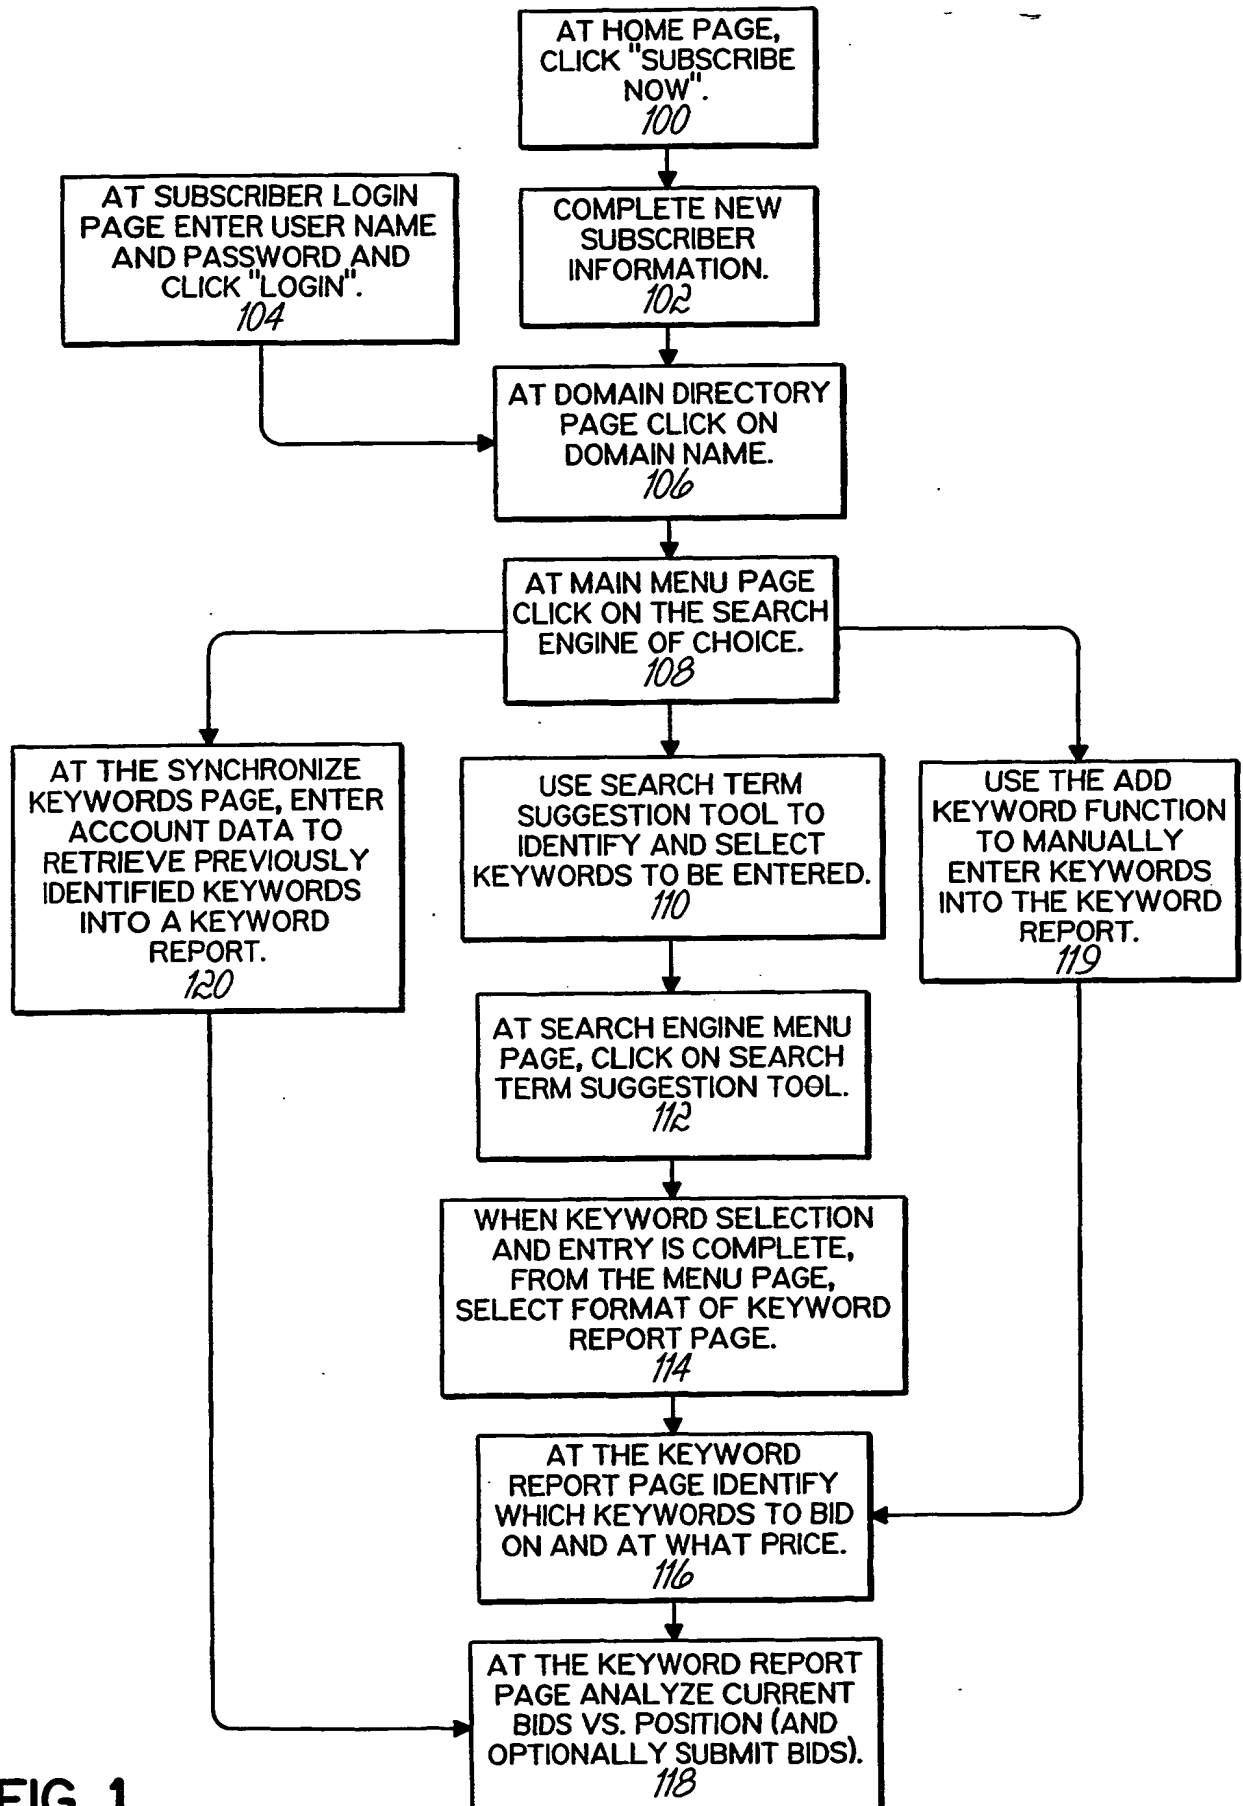 AT HOME PAGE,
CLICK "SUBSCRIBE
NOW".
100
COMPLETE NEW
SUBSCRIBER
INFORMATION.
102
AT SUBSCRIBER LOGIN
PAGE ENTER USER NAME
AND PASSWORD AND
CLICK "LOGIN".
104
AT DOMAIN DIRECTORY
PAGE CLICK ON
DOMAIN NAME.
106
AT MAIN MENU PAGE
CLICK ON THE SEARCH
ENGINE OF CHOICE.
108
AT THE SYNCHRONIZE
KEYWORDS PAGE, ENTER
ACCOUNT DATA TO
RETRIEVE PREVIOUSLY
IDENTIFIED KEYWORDS
INTO A KEYWORD
REPORT.
120
USE SEARCH TERM
SUGGESTION TOOL TO
IDENTIFY AND SELECT
KEYWORDS TO BE ENTERED.
110
USE THE ADD
KEYWORD FUNCTION
TO MANUALLY
ENTER KEYWORDS
INTO THE KEYWORD
REPORT.
119
AT SEARCH ENGINE MENU
PAGE, CLICK ON SEARCH
TERM SUGGESTION TOOL.
112
WHEN KEYWORD SELECTION
AND ENTRY IS COMPLETE,
FROM THE MENU PAGE,
SELECT FORMAT OF KEYWORD
REPORT PAGE.
114
AT THE KEYWORD
REPORT PAGE IDENTIFY
WHICH KEYWORDS TO BID
ON AND AT WHAT PRICE.
116
AT THE KEYWORD REPORT
PAGE ANALYZE CURRENT
BIDS VS. POSITION (AND
OPTIONALLY SUBMIT BIDS).
118
FIG. 1